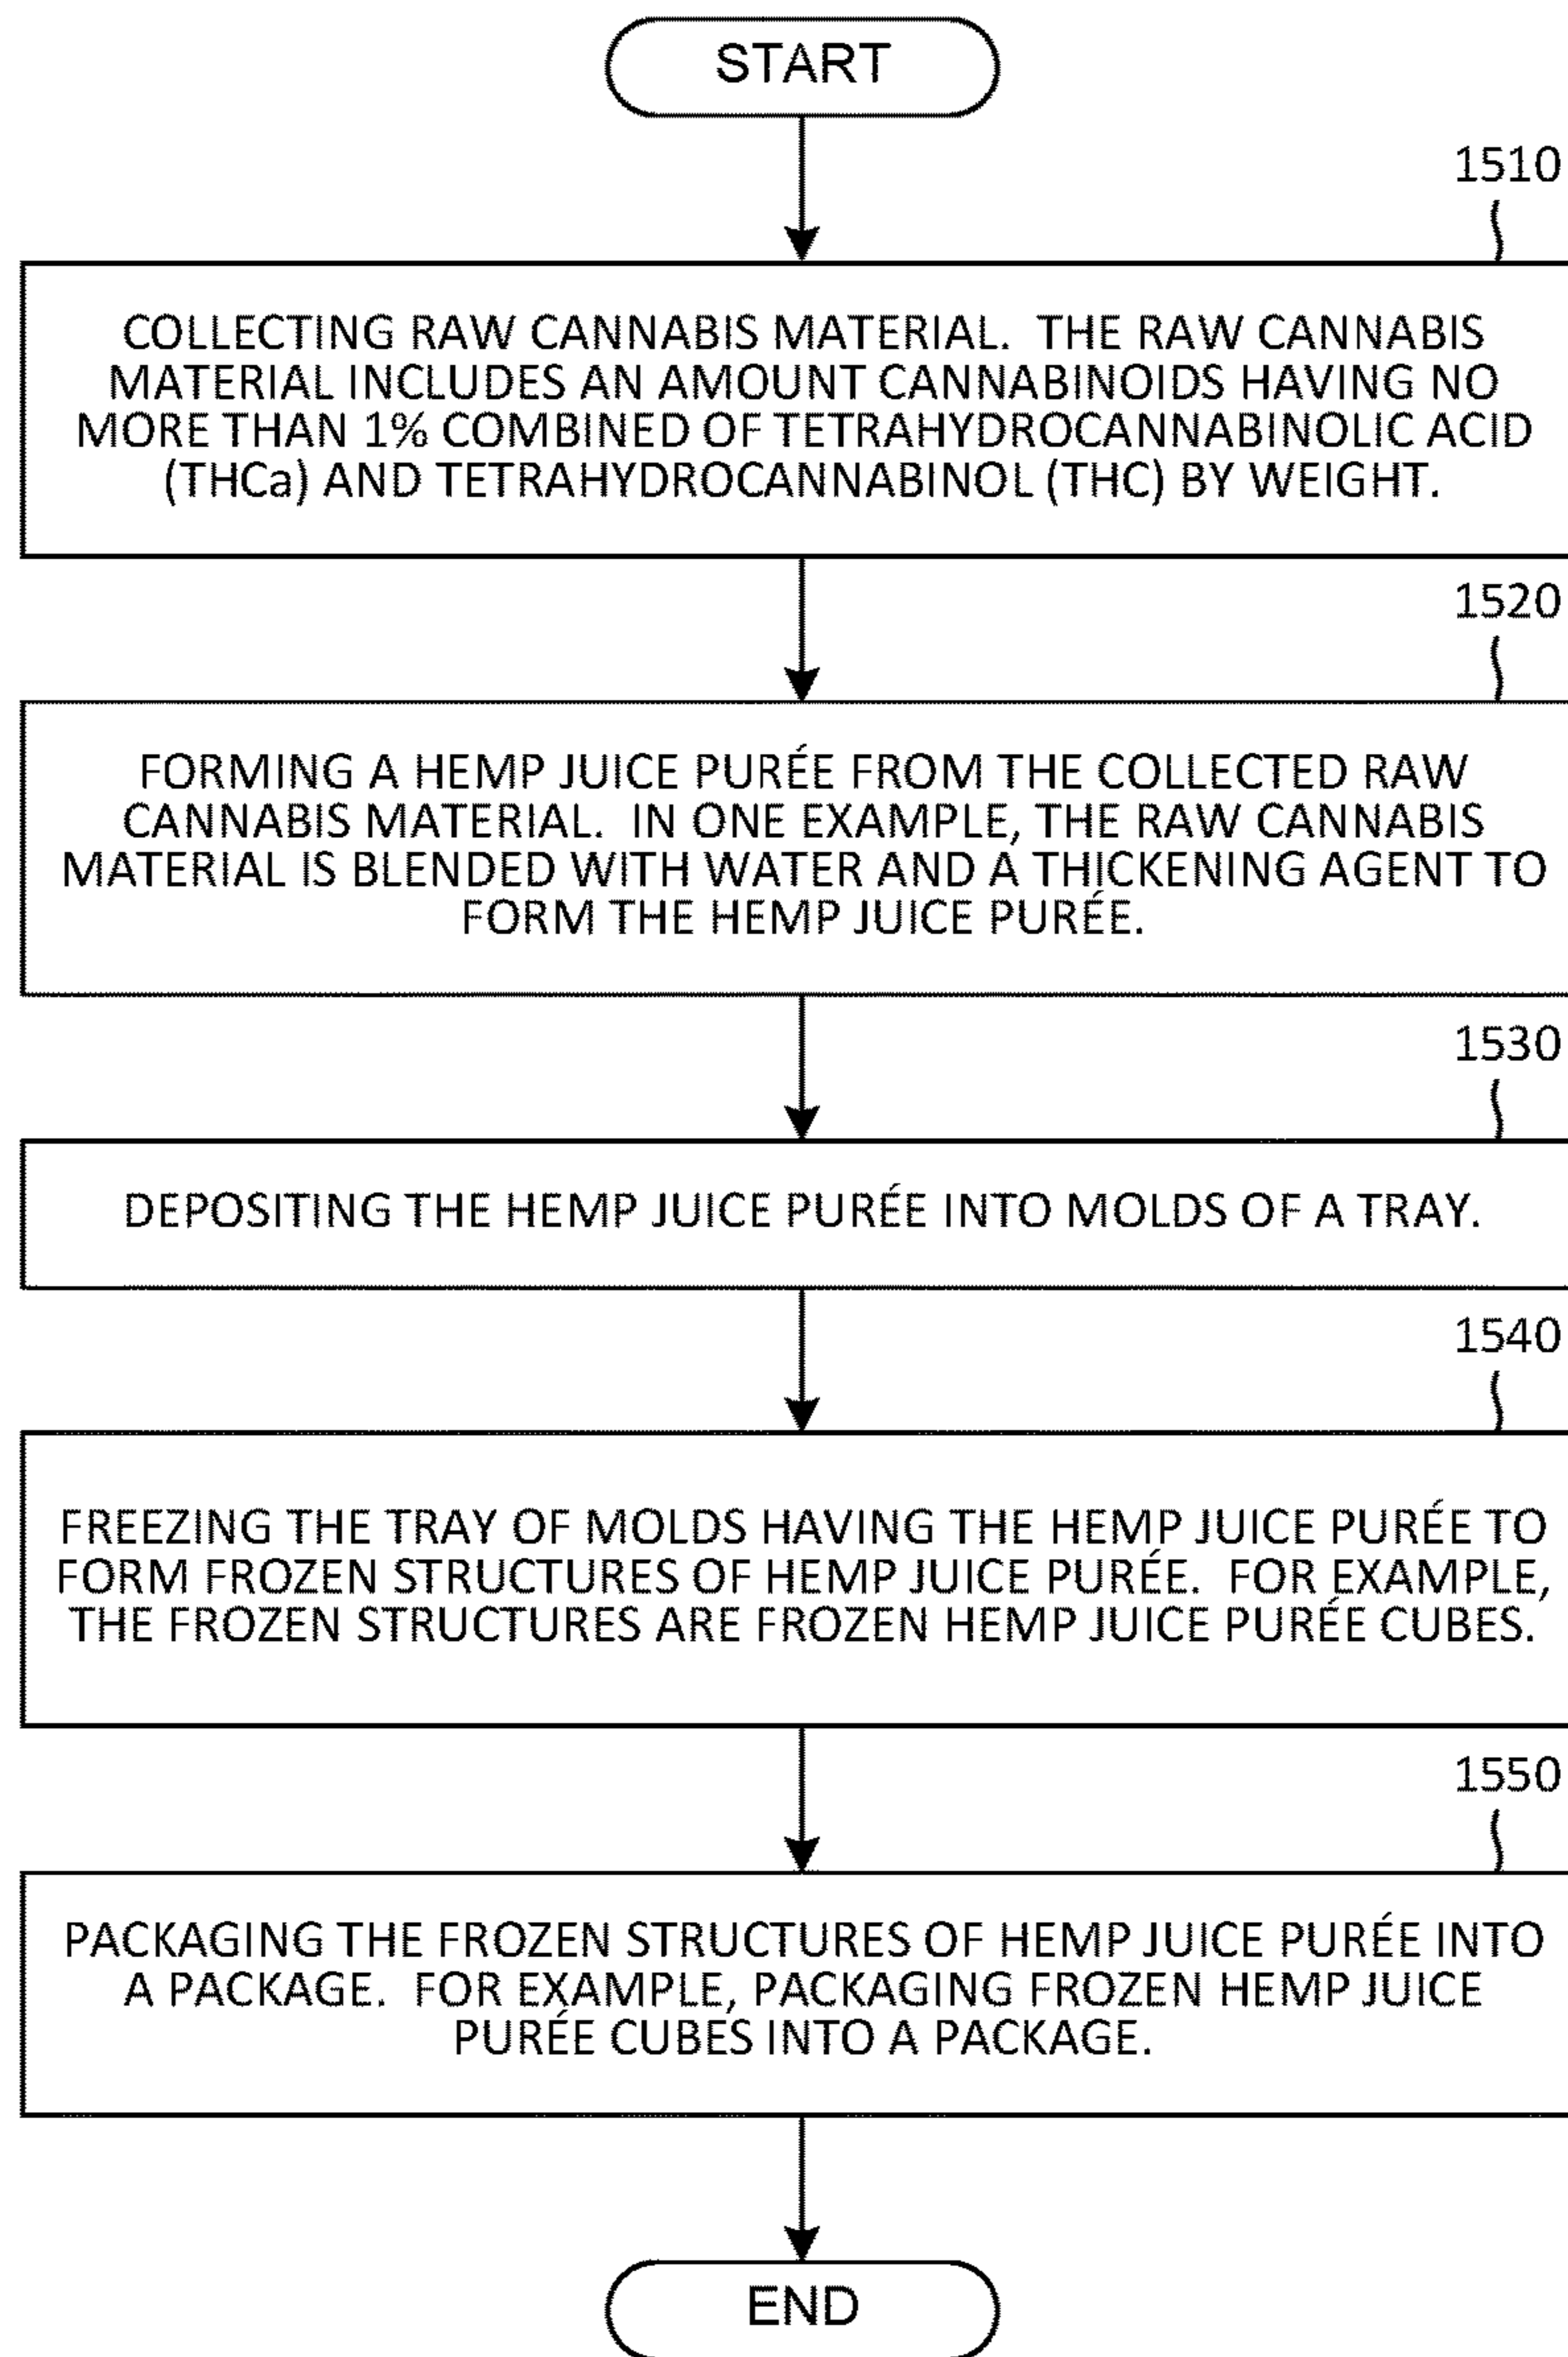 START
1510
COLLECTING RAW CANNABIS MATERIAL. THE RAW CANNABIS
MATERIAL INCLUDES AN AMOUNT CANNABINOIDS HAVING NO
MORE THAN 1% COMBINED OF TETRAHYDROCANNABINOLIC ACID
(THCa) AND TETRAHYDROCANNABINOL (THC) BY WEIGHT.
1520
FORMING A HEMP JUICE PURÉE FROM THE COLLECTED RAW
CANNABIS MATERIAL. IN ONE EXAMPLE, THE RAW CANNABIS
MATERIAL IS BLENDED WITH WATER AND A THICKENING AGENT TO
FORM THE HEMP JUICE PURÉE.
1530
DEPOSITING THE HEMP JUICE PURÉE INTO MOLDS OF A TRAY.
1540
FREEZING THE TRAY OF MOLDS HAVING THE HEMP JUICE PURÉE TO
FORM FROZEN STRUCTURES OF HEMP JUICE PURÉE. FOR EXAMPLE,
THE FROZEN STRUCTURES ARE FROZEN HEMP JUICE PURÉE CUBES.
1550
PACKAGING THE FROZEN STRUCTURES OF HEMP JUICE PURÉE INTO
A PACKAGE. FOR EXAMPLE, PACKAGING FROZEN HEMP JUICE
PURÉE CUBES INTO A PACKAGE.
END